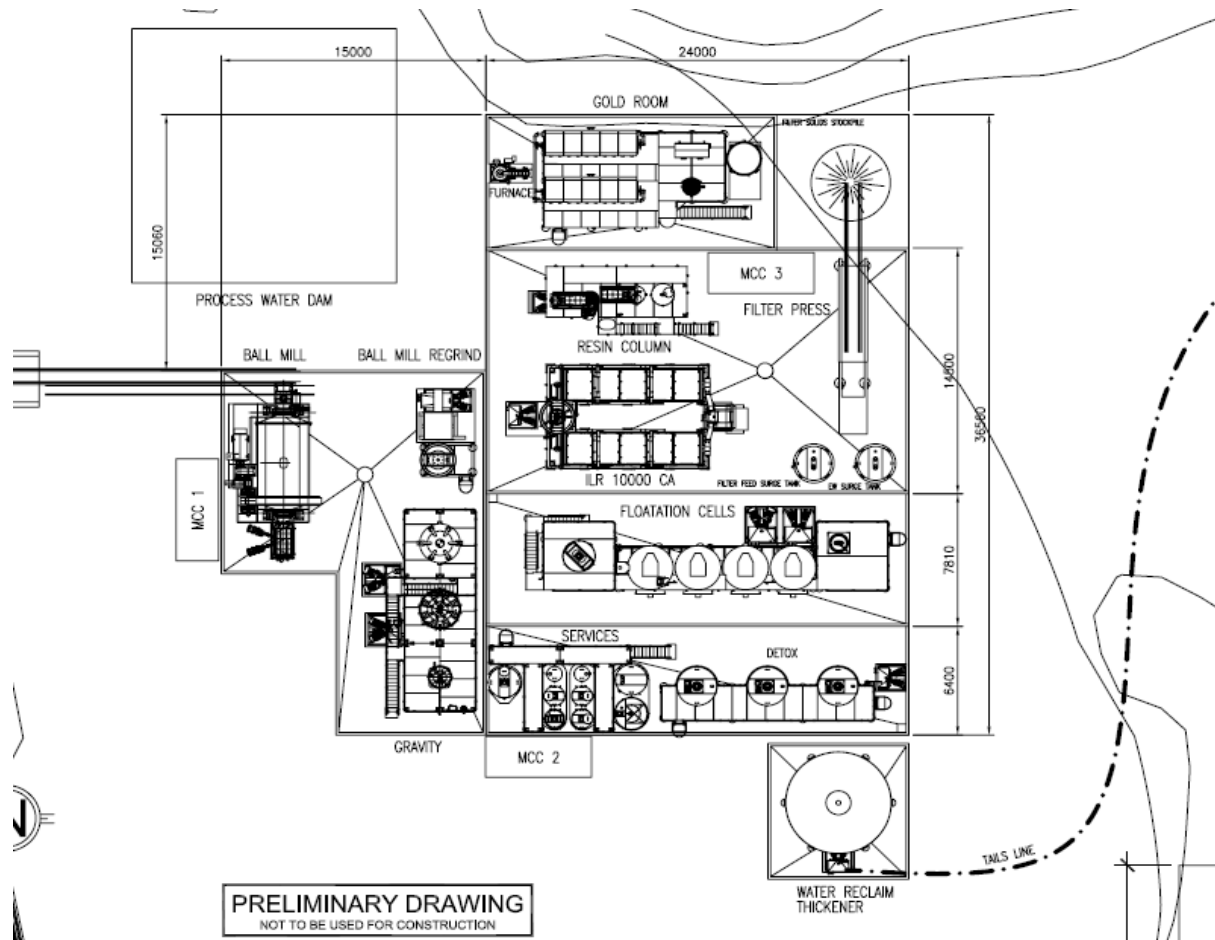 15000
24000
GOLD ROOM
FILTER SOLIDS STOCKPILE
FURNACE
15060
MCC 3
PROCESS WATER DAM
FILTER PRESS
RESIN COLUMN
BALL MILL
BALL MILL REGRIND
14800
36560
MCC 1
ILR 10000 CA
FILTER FEED SURGE TANK
EW SURGE TANK
FLOATATION CELLS
7810
SERVICES
DETOX
6400
GRAVITY
MCC 2
N
TAILS LINE
WATER RECLAIM
THICKENER
PRELIMINARY DRAWING
NOT TO BE USED FOR CONSTRUCTION